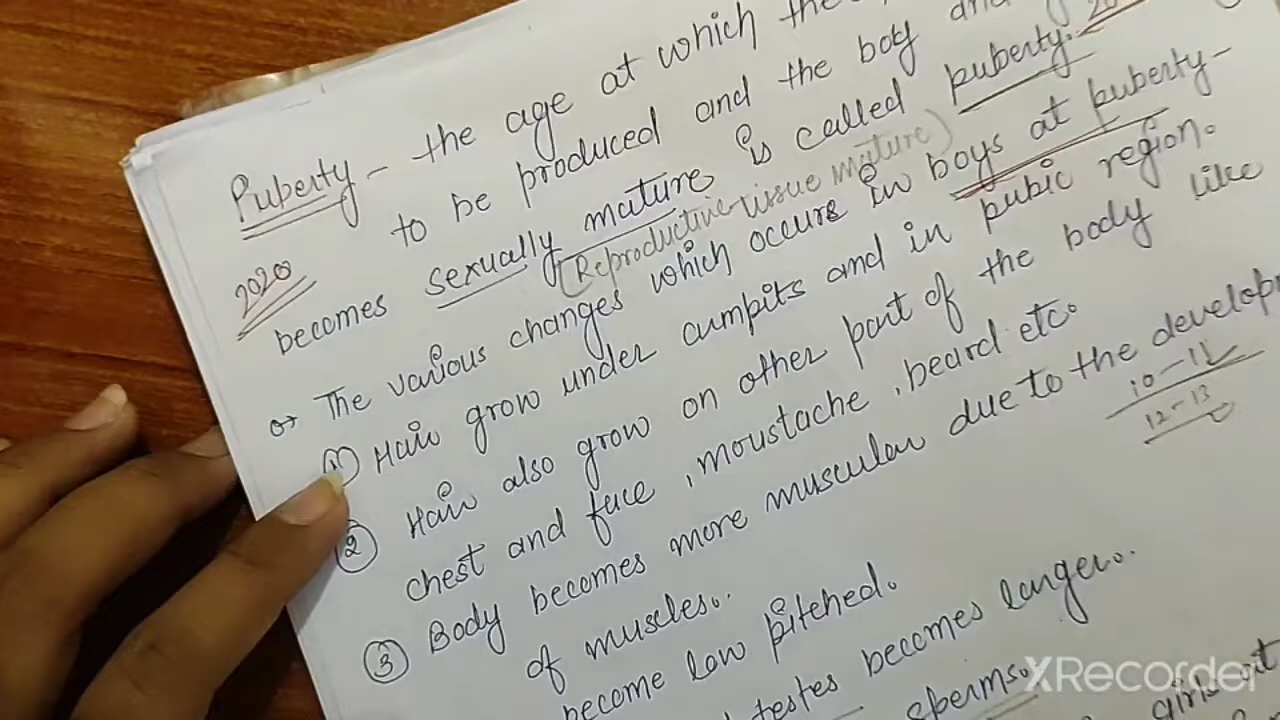 Puberty - the age at which the
to be produced and the boy and
becomes sexually mature is called puberty.
2020
(Reproductive tissue mature)
or The various changes which occurs in boys at puberty -
① Hair grow under armpits and in pubic region.
② Hair also grow on other part of the body like
chest and face, moustache, beard etc.
10-11
12-13
③ Body becomes more muscular due to the develop
of muscles.
become low pitched.
testes becomes larger.
sperms.
girls at
XRecorder